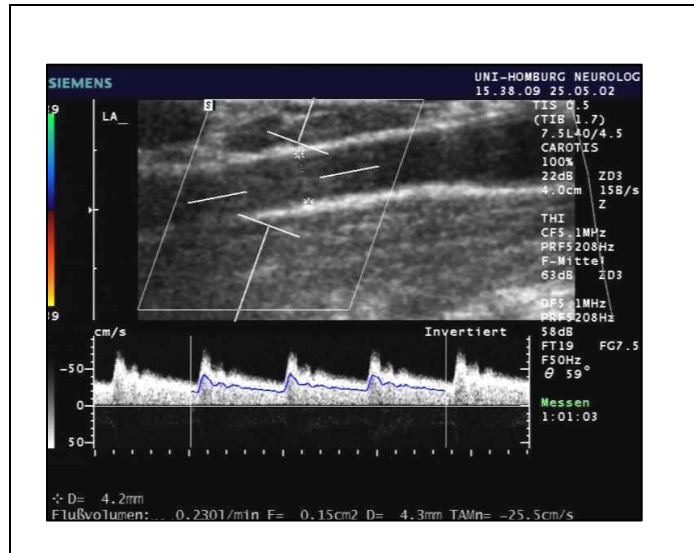 SIEMENS
UNI-HOMBURG NEUROLOG
15.38.09 25.05.02
S
LA_
TIS 0.5
(TIB 1.7)
7.5L40/4.5
CAROTIS
100%
22dB ZD3
4.0cm 15B/s
Z
THI
CF5.1MHz
PRF5208Hz
F-Mittel
63dB ZD3
DF5.1MHz
PRF5208Hz
58dB
FT19 FG7.5
F50Hz
θ 59°
Messen
1:01:03
cm/s
Invertiert
-50
0
50
D= 4.2mm
Flußvolumen:... 0.230l/min F= 0.15cm2 D= 4.3mm TAMn= -25.5cm/s